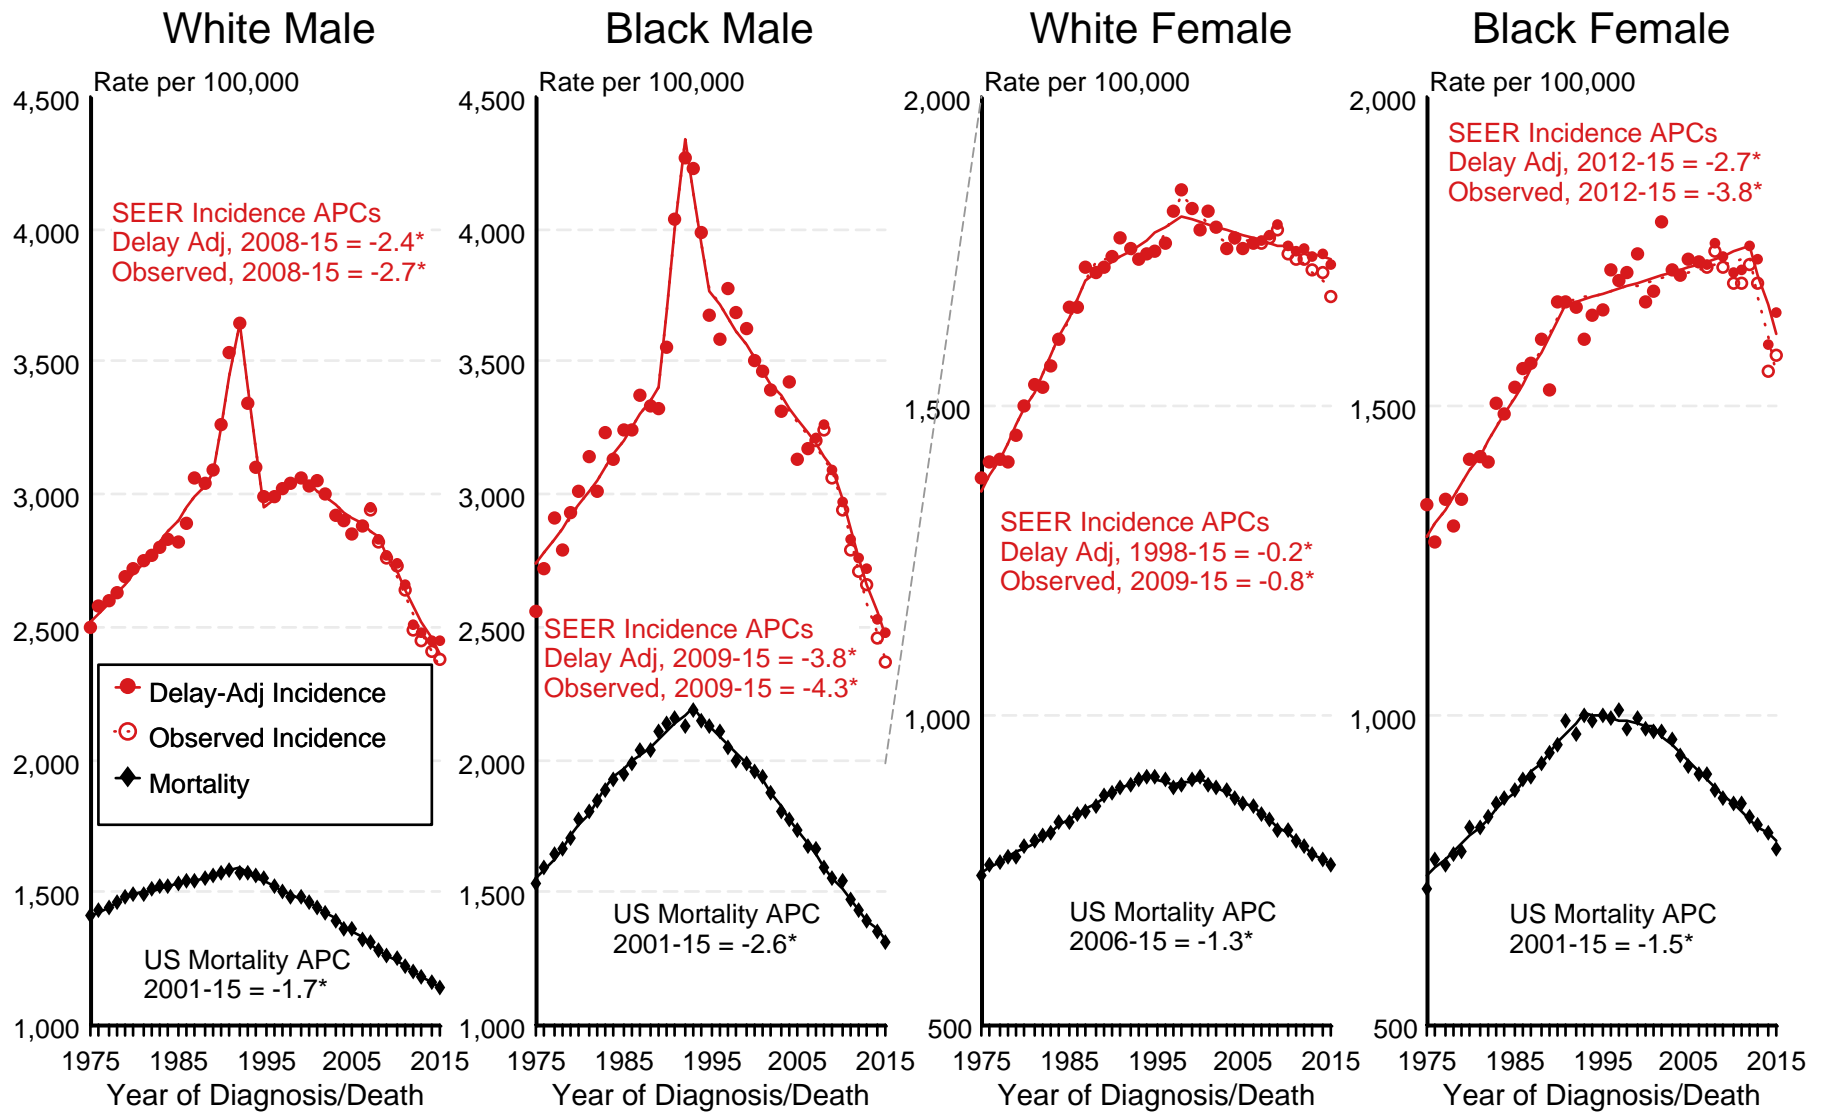 White Male
Rate per 100,000
4,500
4,000
3,500
3,000
2,500
2,000
1,500
1,000
SEER Incidence APCs
Delay Adj, 2008-15 = -2.4*
Observed, 2008-15 = -2.7*
Delay-Adj Incidence
Observed Incidence
Mortality
US Mortality APC
2001-15 = -1.7*
1975 1985 1995 2005 2015
Year of Diagnosis/Death
Black Male
Rate per 100,000
4,500
4,000
3,500
3,000
2,500
2,000
1,500
1,000
SEER Incidence APCs
Delay Adj, 2009-15 = -3.8*
Observed, 2009-15 = -4.3*
US Mortality APC
2001-15 = -2.6*
1975 1985 1995 2005 2015
Year of Diagnosis/Death
White Female
Rate per 100,000
2,000
1,500
1,000
500
SEER Incidence APCs
Delay Adj, 1998-15 = -0.2*
Observed, 2009-15 = -0.8*
US Mortality APC
2006-15 = -1.3*
1975 1985 1995 2005 2015
Year of Diagnosis/Death
Black Female
Rate per 100,000
2,000
1,500
1,000
500
SEER Incidence APCs
Delay Adj, 2012-15 = -2.7*
Observed, 2012-15 = -3.8*
US Mortality APC
2001-15 = -1.5*
1975 1985 1995 2005 2015
Year of Diagnosis/Death